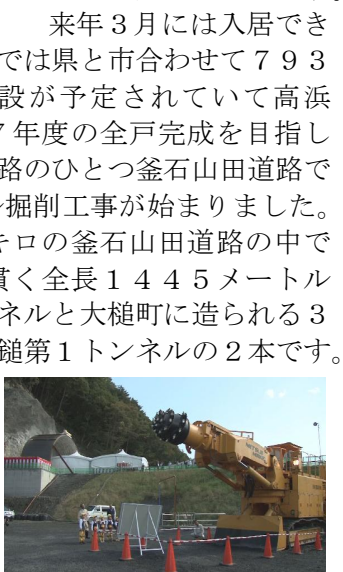 来年３月には入居でき
では県と市合わせて７９３
設が予定されていて高浜
７年度の全戸完成を目指し
路のひとつ釜石山田道路で
掘削工事が始まりました。
キロの釜石山田道路の中で
貫く全長１４４５メートル
ネルと大槌町に造られる３
鎚第１トンネルの２本です。